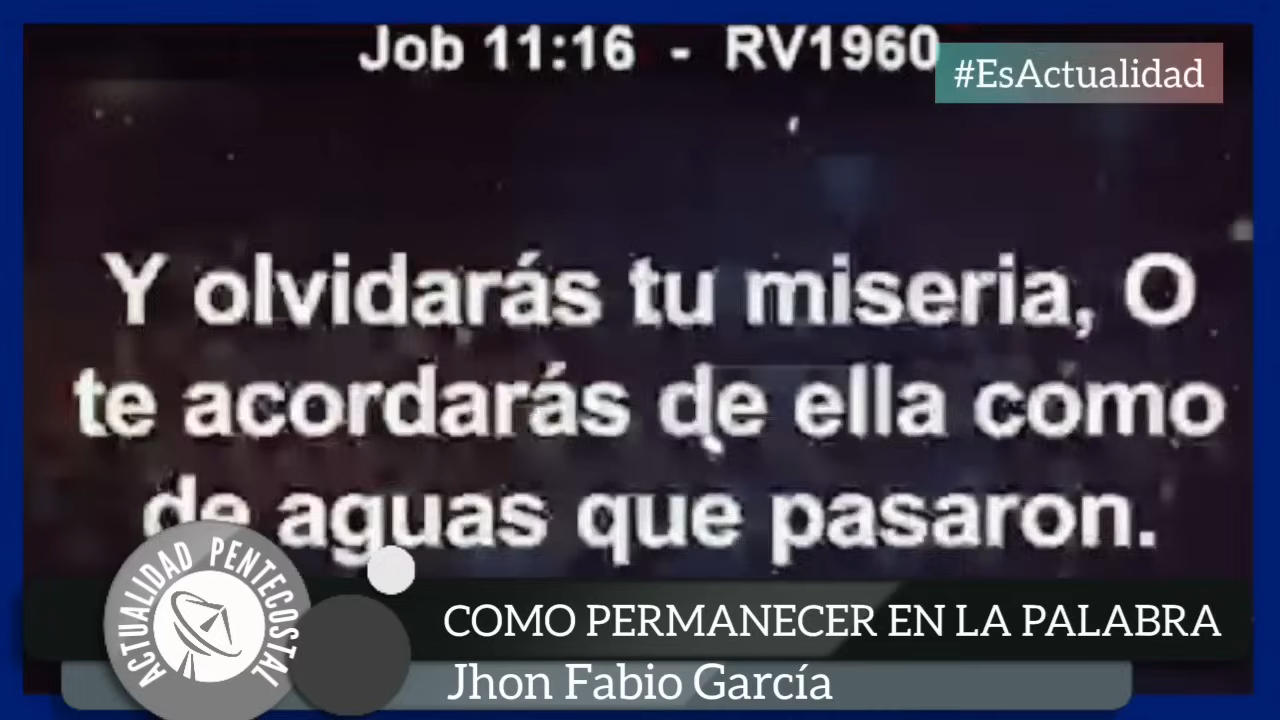 Job 11:16 - RV1960
#EsActualidad
Y olvidarás tu miseria, O
te acordarás de ella como
de aguas que pasaron.
ACTUALIDAD PENTECOSTAL
COMO PERMANECER EN LA PALABRA
Jhon Fabio García